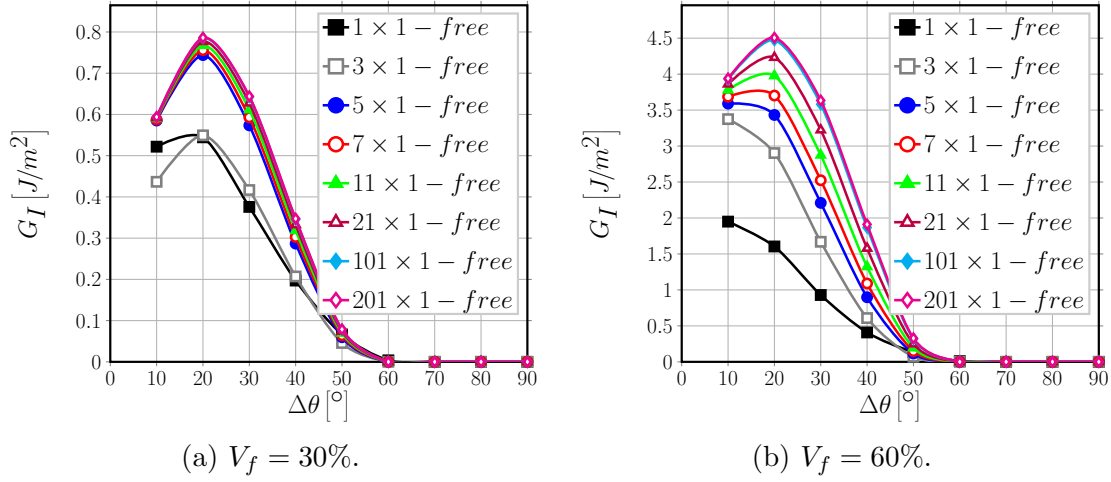 0.8
0.7
0.6
0.5
0.4
0.3
0.2
0.1
0
G_I [J/m^2]
0 10 20 30 40 50 60 70 80 90
Δθ [°]
1 × 1 − free
3 × 1 − free
5 × 1 − free
7 × 1 − free
11 × 1 − free
21 × 1 − free
101 × 1 − free
201 × 1 − free
(a) V_f = 30%.
4.5
4
3.5
3
2.5
2
1.5
1
0.5
0
G_I [J/m^2]
0 10 20 30 40 50 60 70 80 90
Δθ [°]
1 × 1 − free
3 × 1 − free
5 × 1 − free
7 × 1 − free
11 × 1 − free
21 × 1 − free
101 × 1 − free
201 × 1 − free
(b) V_f = 60%.